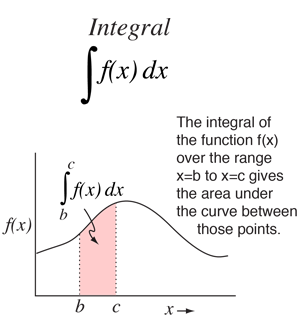 Integral
∫ f(x) dx
The integral of
the function f(x)
over the range
x=b to x=c gives
the area under
the curve between
those points.
c
∫ f(x) dx
b
f(x)
b c x→